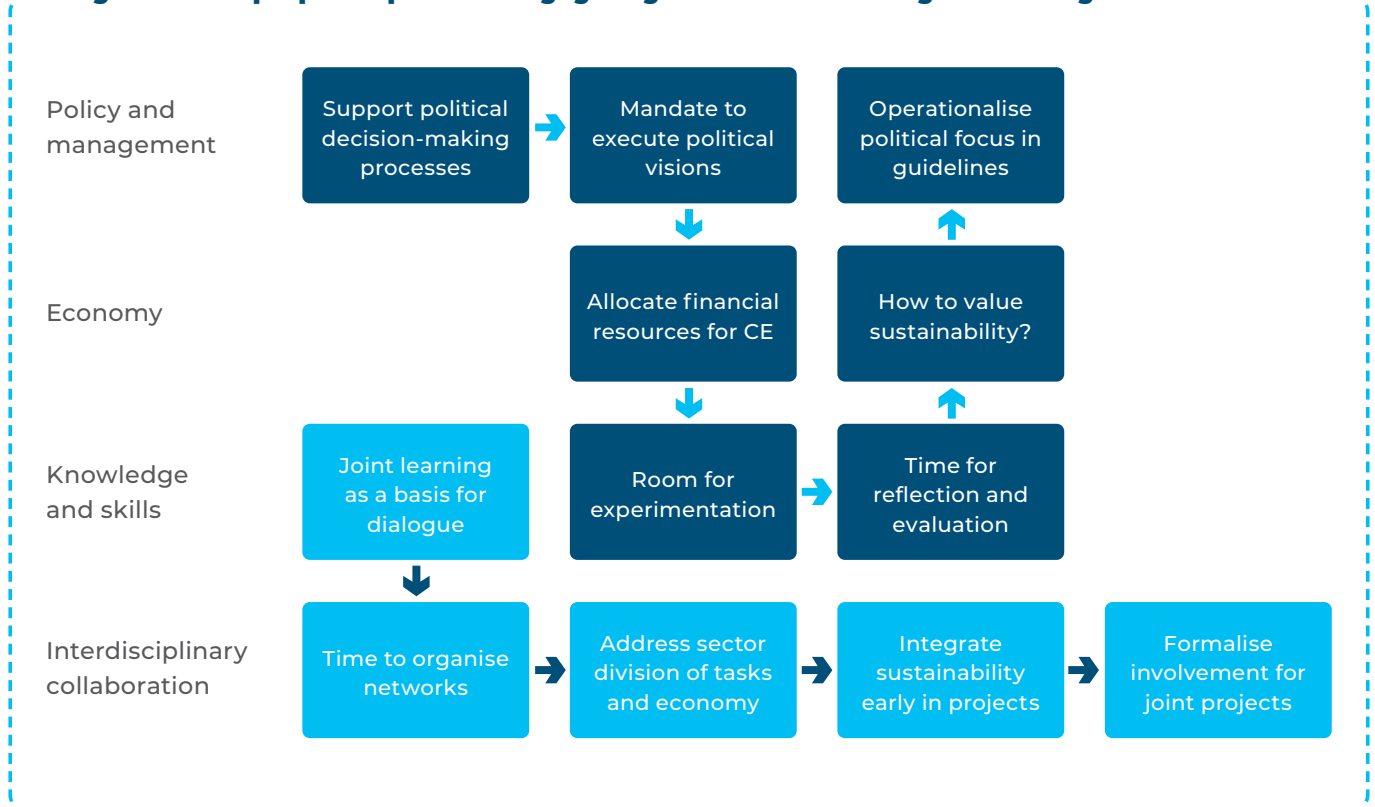 Policy and
management
Support political
decision-making
processes
Mandate to
execute political
visions
Operationalise
political focus in
guidelines
Economy
Allocate financial
resources for CE
How to value
sustainability?
Knowledge
and skills
Joint learning
as a basis for
dialogue
Room for
experimentation
Time for
reflection and
evaluation
Interdisciplinary
collaboration
Time to organise
networks
Address sector
division of tasks
and economy
Integrate
sustainability
early in projects
Formalise
involvement for
joint projects